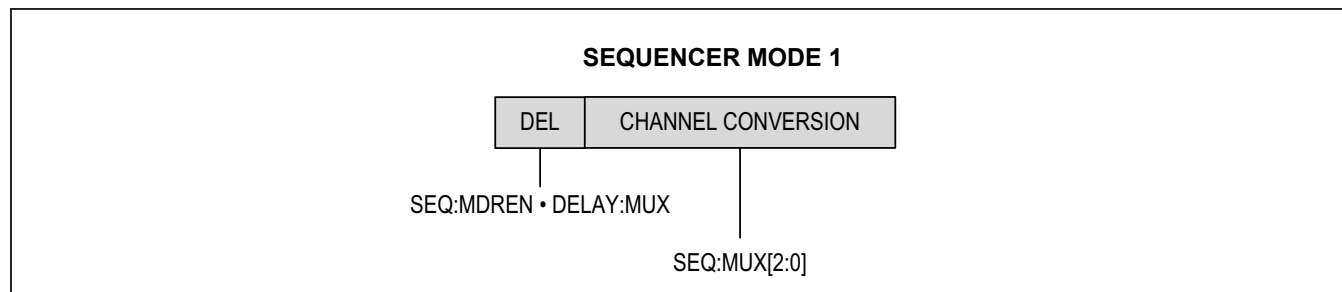 SEQUENCER MODE 1
DEL
CHANNEL CONVERSION
SEQ:MDREN • DELAY:MUX
SEQ:MUX[2:0]